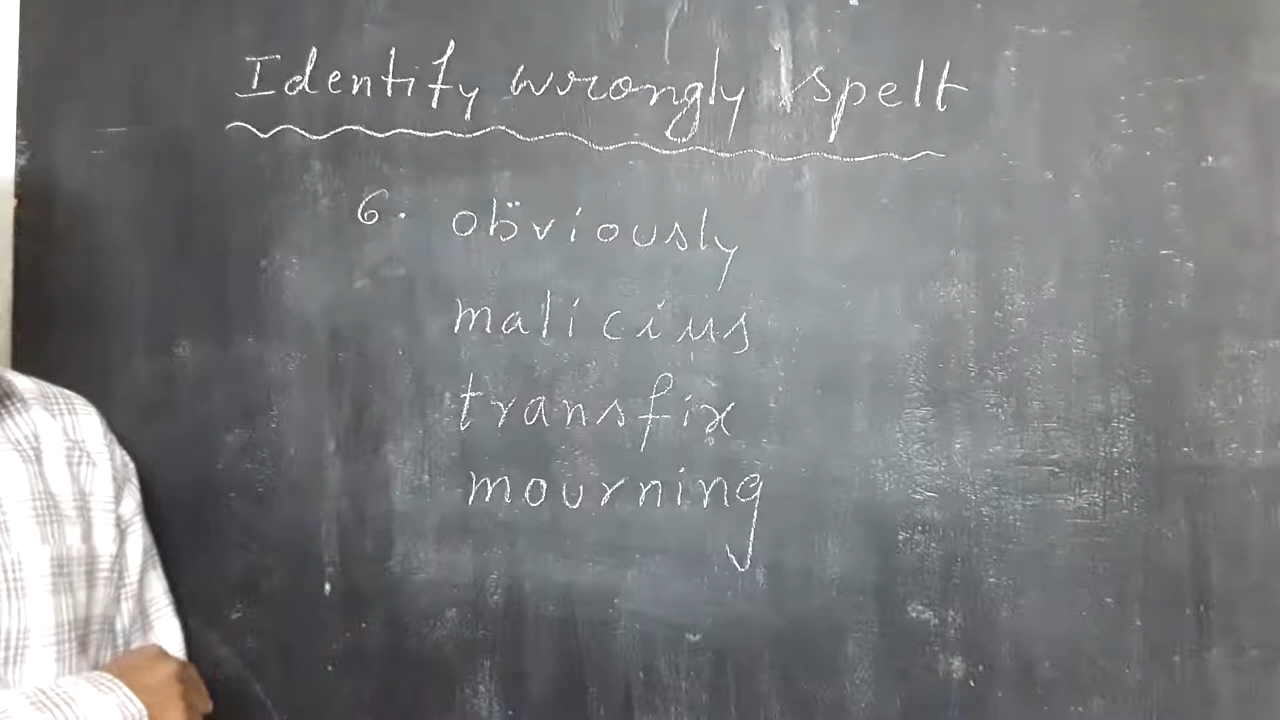 Identify wrongly spelt
6. obviously
malicius
transfix
mourning